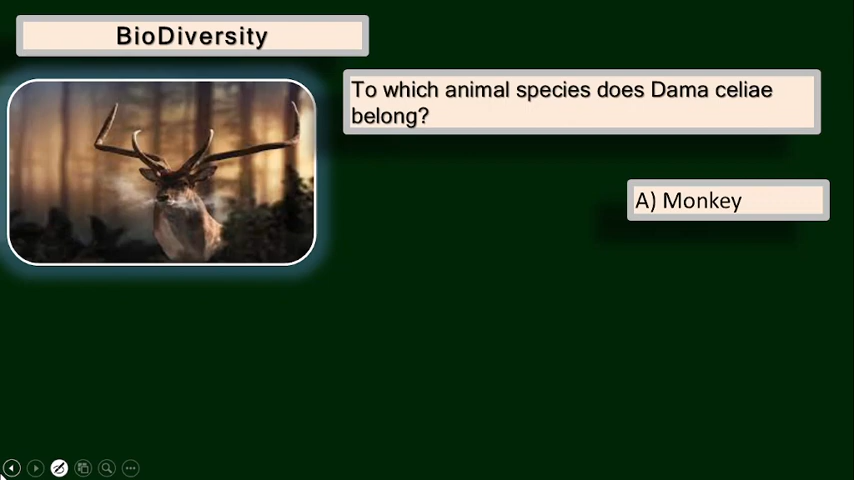 BioDiversity
To which animal species does Dama celiae
belong?
A) Monkey